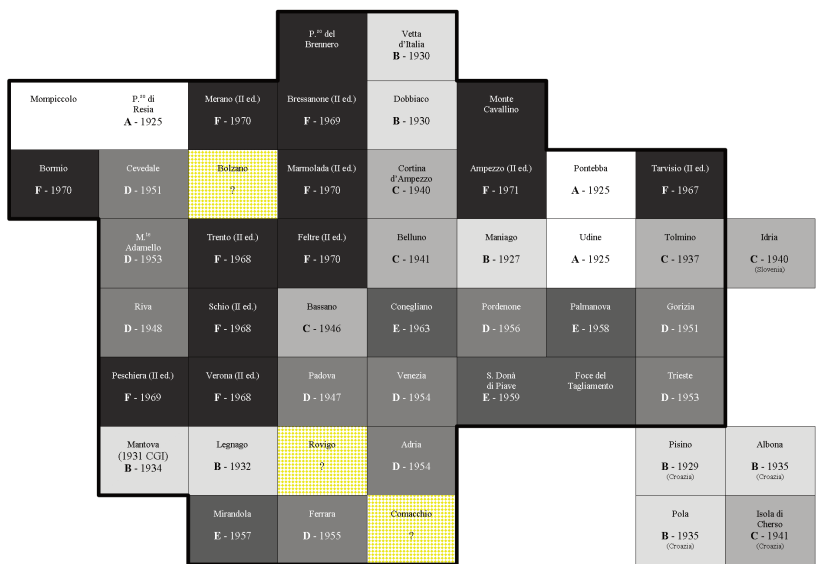 P.so del
Brennero
Vetta
d'Italia
B - 1930
Mompiccolo
P.so di
Resia
A - 1925
Merano (II ed.)
F - 1970
Bressanone (II ed.)
F - 1969
Dobbiaco
B - 1930
Monte
Cavallino
Bormio
F - 1970
Cevedale
D - 1951
Bolzano
?
Marmolada (II ed.)
F - 1970
Cortina
d'Ampezzo
C - 1940
Ampezzo (II ed.)
F - 1971
Pontebba
A - 1925
Tarvisio (II ed.)
F - 1967
M.te
Adamello
D - 1953
Trento (II ed.)
F - 1968
Feltre (II ed.)
F - 1970
Belluno
C - 1941
Maniago
B - 1927
Udine
A - 1925
Tolmino
C - 1937
Idria
C - 1940
(Slovenia)
Riva
D - 1948
Schio (II ed.)
F - 1968
Bassano
C - 1946
Conegliano
E - 1963
Pordenone
D - 1956
Palmanova
E - 1958
Gorizia
D - 1951
Peschiera (II ed.)
F - 1969
Verona (II ed.)
F - 1968
Padova
D - 1947
Venezia
D - 1954
S. Donà
di Piave
E - 1959
Foce del
Tagliamento
Trieste
D - 1953
Mantova
(1931 CGI)
B - 1934
Legnago
B - 1932
Rovigo
?
Adria
D - 1954
Pisino
B - 1929
(Croazia)
Albona
B - 1935
(Croazia)
Mirandola
E - 1957
Ferrara
D - 1955
Comacchio
?
Pola
B - 1935
(Croazia)
Isola di
Cherso
C - 1941
(Croazia)